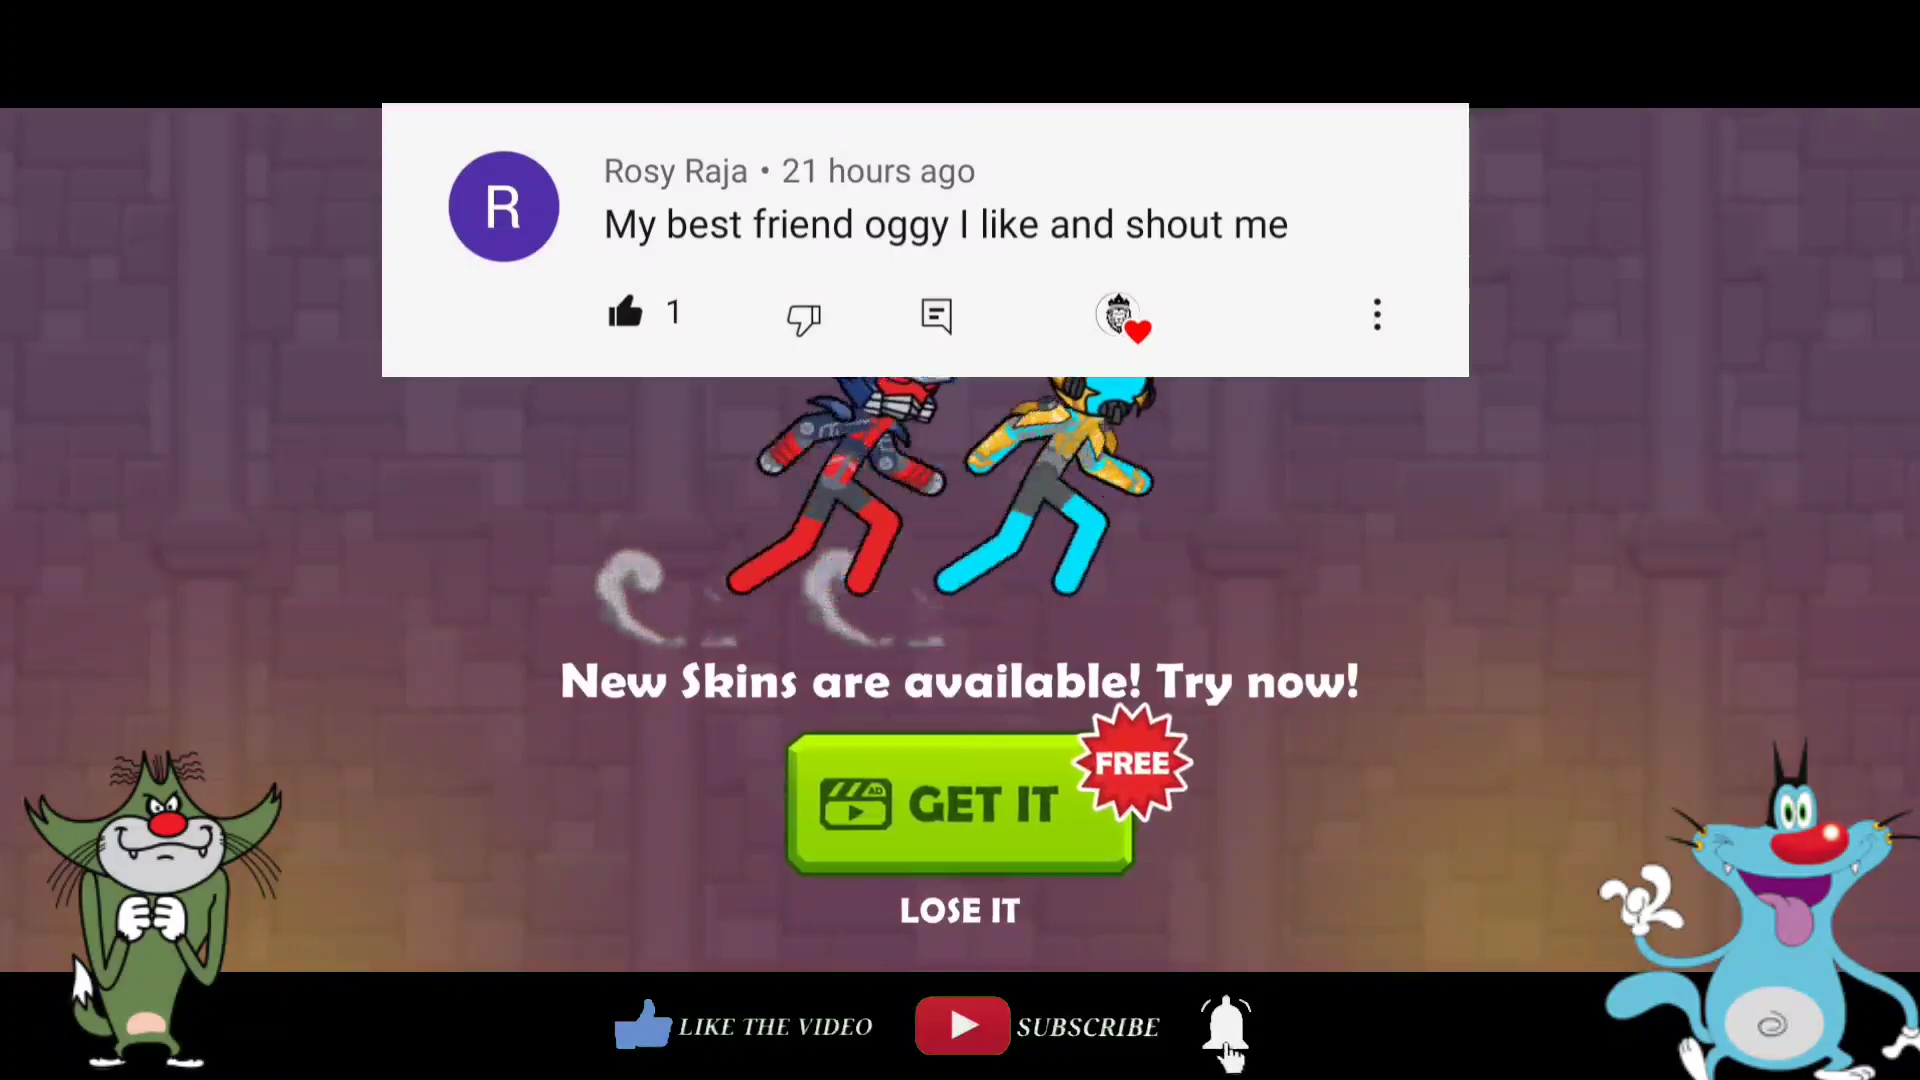 Rosy Raja • 21 hours ago
R
My best friend oggy I like and shout me
1
New Skins are available! Try now!
FREE
AD
GET IT
LOSE IT
LIKE THE VIDEO
SUBSCRIBE